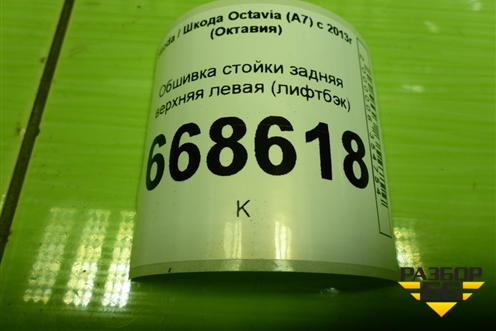 / Шкода Octavia (A7) с 2013г
(Октавия)
Обшивка стойки задняя
верхняя левая (лифтбэк)
668618
К
РАЗБОР